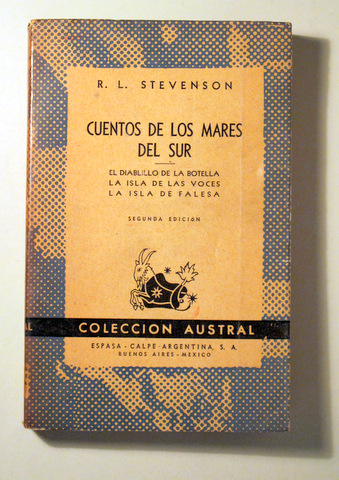 R. L. STEVENSON
CUENTOS DE LOS MARES
DEL SUR
EL DIABLILLO DE LA BOTELLA
LA ISLA DE LAS VOCES
LA ISLA DE FALESA
SEGUNDA EDICIÓN
AL
COLECCION AUSTRAL
ESPASA - CALPE ARGENTINA, S. A.
BUENOS AIRES - MEXICO